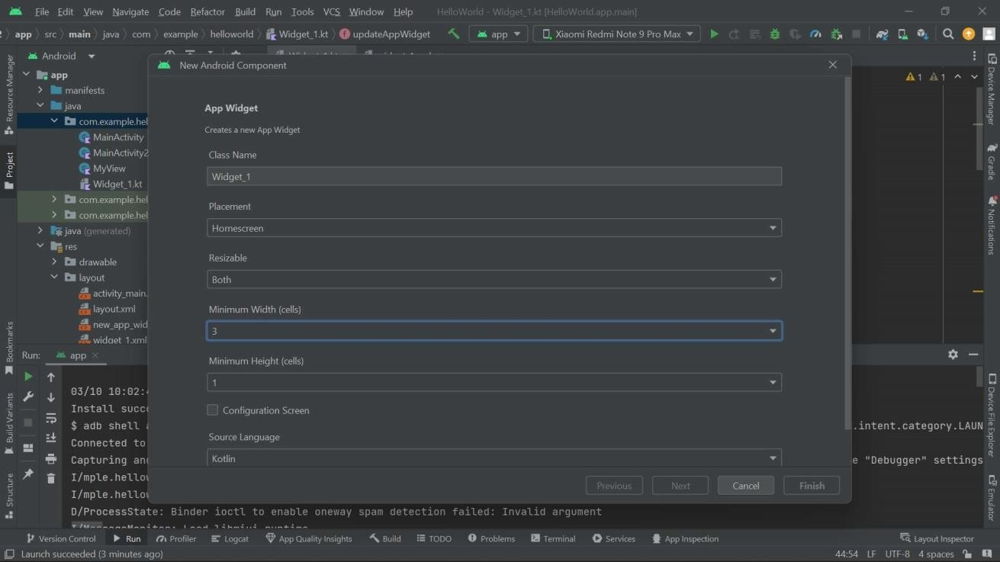 File Edit View Navigate Code Refactor Build Run Tools VCS Window Help HelloWorld - Widget_1.kt [HelloWorld.app.main]
app src main java com example helloworld Widget_1.kt updateAppWidget app Xiaomi Redmi Note 9 Pro Max
Android
New Android Component
app
manifests
java
com.example.hel
MainActivity
MainActivity2
MyView
Widget_1.kt
com.example.hel
com.example.hel
java (generated)
res
drawable
layout
activity_main.
layout.xml
new_app_wid
widget_1.xml
App Widget
Creates a new App Widget
Class Name
Widget_1
Placement
Homescreen
Resizable
Both
Minimum Width (cells)
3
Minimum Height (cells)
1
Configuration Screen
Source Language
Kotlin
Previous Next Cancel Finish
1 1
Resource Manager
Project
Bookmarks
Build Variants
Structure
Device Manager
Gradle
Notifications
Device File Explorer
Emulator
Run: app
03/10 10:02:4
Install succe
$ adb shell a .intent.category.LAUN
Connected to
Capturing and e "Debugger" settings
I/mple.hellow
I/mple.hellow
D/ProcessState: Binder ioctl to enable oneway spam detection failed: Invalid argument
I/MessageMonitor: Load libmiui_runtime
Version Control Run Profiler Logcat App Quality Insights Build TODO Problems Terminal Services App Inspection Layout Inspector
Launch succeeded (3 minutes ago) 44:54 LF UTF-8 4 spaces